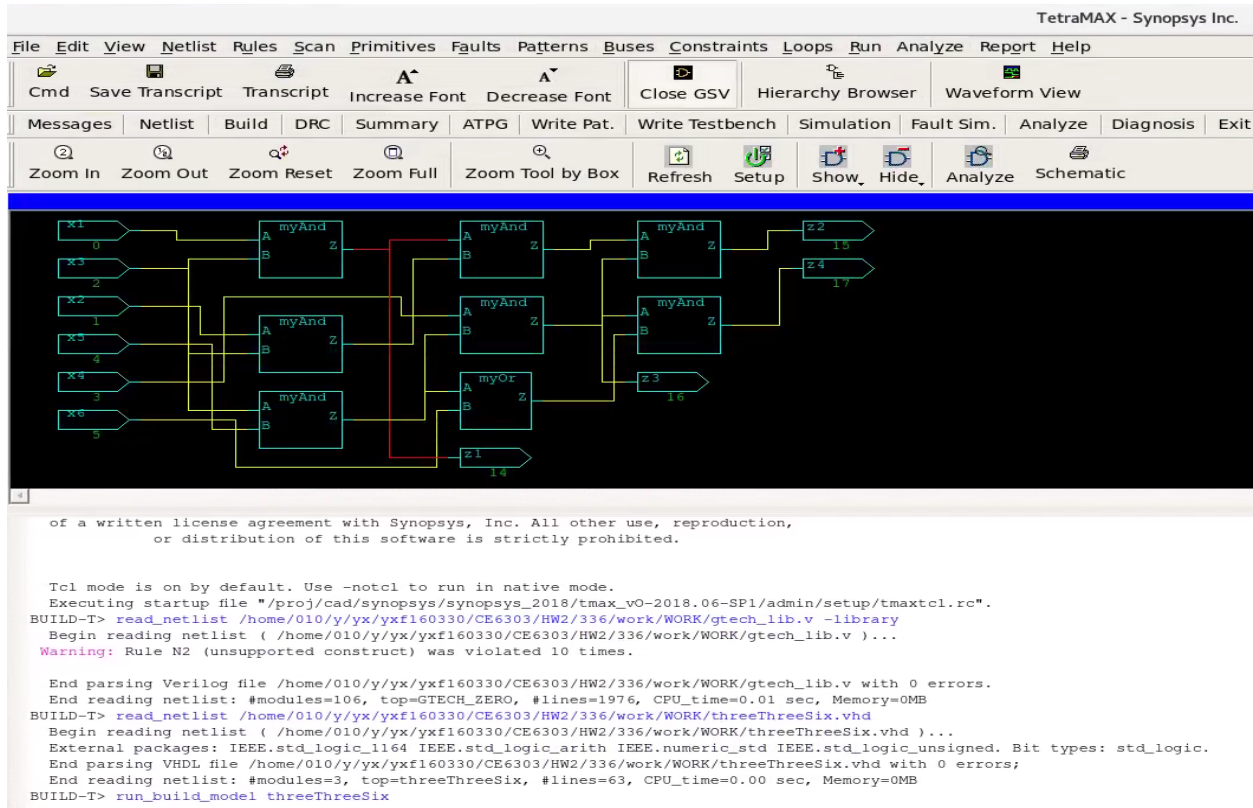 TetraMAX - Synopsys Inc.
File Edit View Netlist Rules Scan Primitives Faults Patterns Buses Constraints Loops Run Analyze Report Help
Cmd Save Transcript Transcript Increase Font Decrease Font Close GSV Hierarchy Browser Waveform View
Messages Netlist Build DRC Summary ATPG Write Pat. Write Testbench Simulation Fault Sim. Analyze Diagnosis Exit
Zoom In Zoom Out Zoom Reset Zoom Full Zoom Tool by Box Refresh Setup Show Hide Analyze Schematic
x1 myAnd myAnd myAnd z2
0 A B Z A B Z A B Z 15
x3 z4
2 17
x2 myAnd myAnd myAnd
1 A B Z A B Z A B Z
x5
4
x4 myAnd myOr z3
3 A B Z A B Z 16
x6
5
z1
14
of a written license agreement with Synopsys, Inc. All other use, reproduction,
or distribution of this software is strictly prohibited.
Tcl mode is on by default. Use -notcl to run in native mode.
Executing startup file "/proj/cad/synopsys/synopsys_2018/tmax_vO-2018.06-SP1/admin/setup/tmaxtcl.rc".
BUILD-T> read_netlist /home/010/y/yx/yxf160330/CE6303/HW2/336/work/WORK/gtech_lib.v -library
Begin reading netlist ( /home/010/y/yx/yxf160330/CE6303/HW2/336/work/WORK/gtech_lib.v )...
Warning: Rule N2 (unsupported construct) was violated 10 times.
End parsing Verilog file /home/010/y/yx/yxf160330/CE6303/HW2/336/work/WORK/gtech_lib.v with 0 errors.
End reading netlist: #modules=106, top=GTECH_ZERO, #lines=1976, CPU_time=0.01 sec, Memory=0MB
BUILD-T> read_netlist /home/010/y/yx/yxf160330/CE6303/HW2/336/work/WORK/threeThreeSix.vhd
Begin reading netlist ( /home/010/y/yx/yxf160330/CE6303/HW2/336/work/WORK/threeThreeSix.vhd )...
External packages: IEEE.std_logic_1164 IEEE.std_logic_arith IEEE.numeric_std IEEE.std_logic_unsigned. Bit types: std_logic.
End parsing VHDL file /home/010/y/yx/yxf160330/CE6303/HW2/336/work/WORK/threeThreeSix.vhd with 0 errors;
End reading netlist: #modules=3, top=threeThreeSix, #lines=63, CPU_time=0.00 sec, Memory=0MB
BUILD-T> run_build_model threeThreeSix